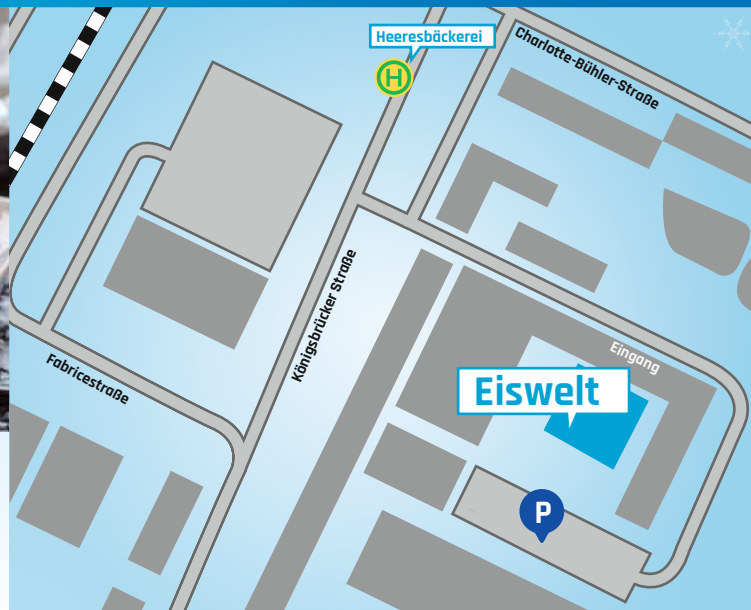 Heeresbäckerei
H
Charlotte-Bühler-Straße
Königsbrücker Straße
Eingang
Fabricestraße
Eiswelt
P